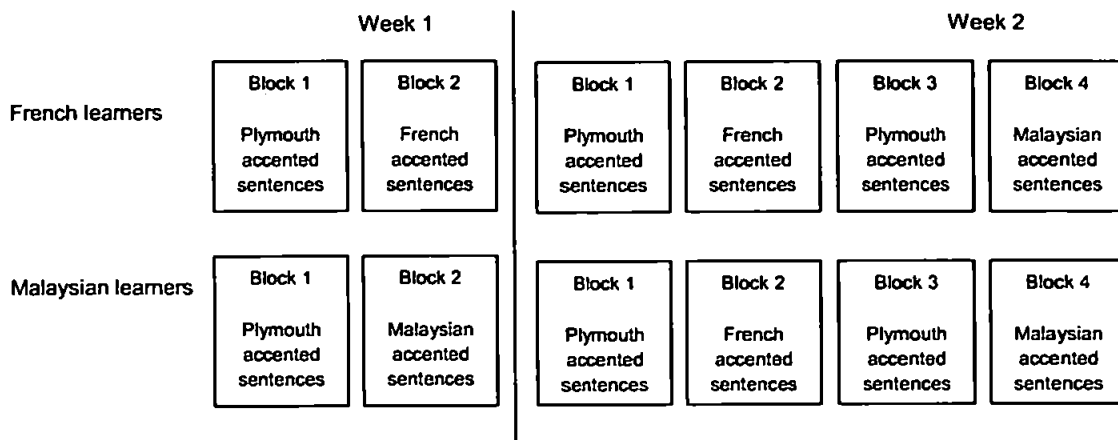 Week 1
Week 2
French learners
Block 1
Plymouth
accented
sentences
Block 2
French
accented
sentences
Block 1
Plymouth
accented
sentences
Block 2
French
accented
sentences
Block 3
Plymouth
accented
sentences
Block 4
Malaysian
accented
sentences
Malaysian learners
Block 1
Plymouth
accented
sentences
Block 2
Malaysian
accented
sentences
Block 1
Plymouth
accented
sentences
Block 2
French
accented
sentences
Block 3
Plymouth
accented
sentences
Block 4
Malaysian
accented
sentences